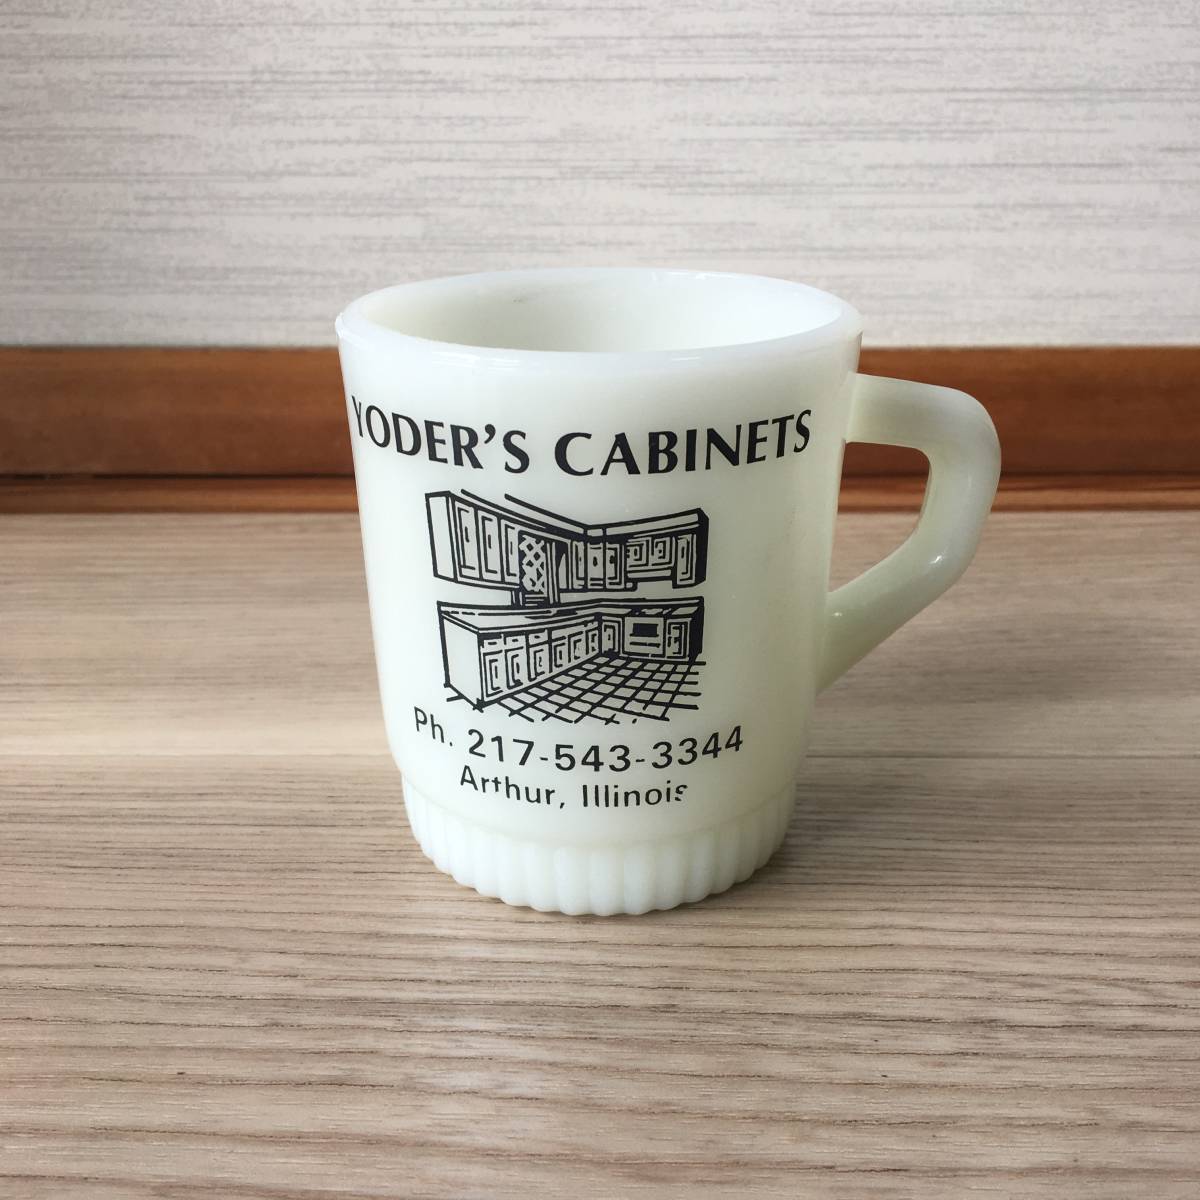 YODER'S CABINETS
Ph. 217-543-3344
Arthur, Illinois